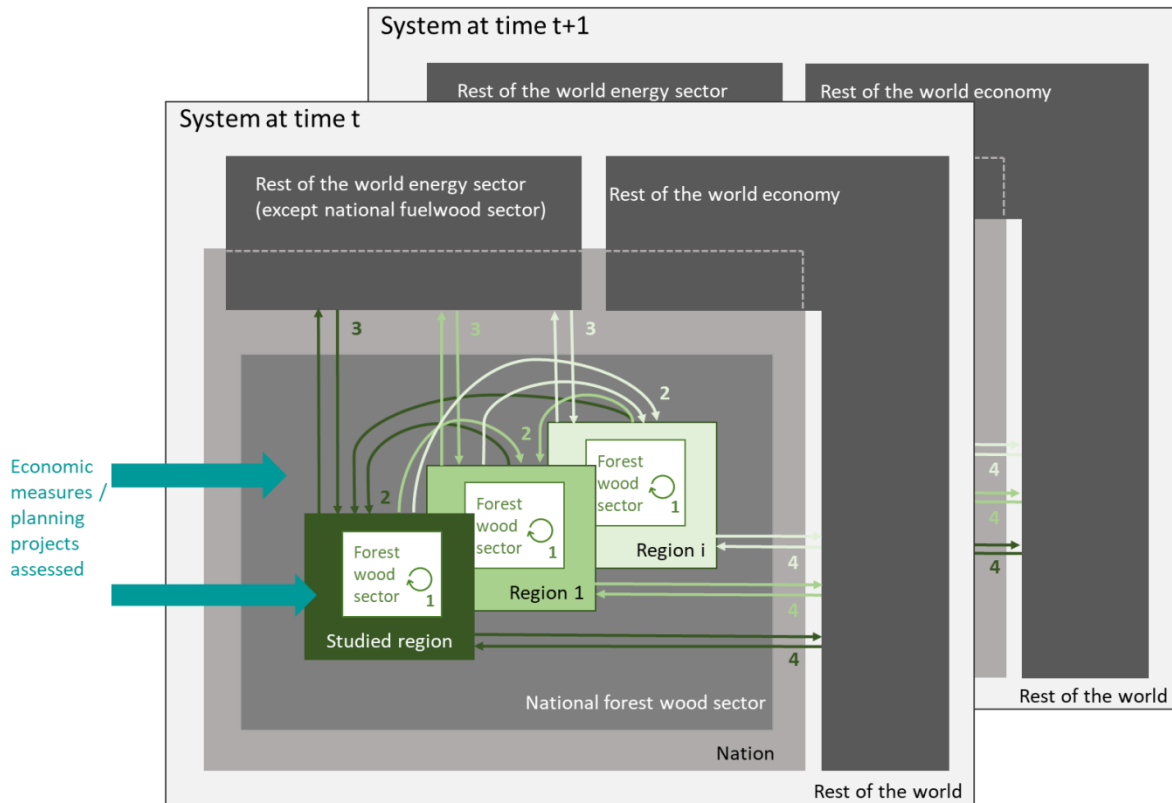 System at time t+1
Rest of the world energy sector
Rest of the world economy
System at time t
Rest of the world energy sector
(except national fuelwood sector)
Rest of the world economy
3
3
3
2
2
2
Economic
measures /
planning
projects
assessed
Forest
wood
sector
1
Forest
wood
sector
1
Forest
wood
sector
1
Region i
Region 1
Studied region
4
4
4
4
4
4
National forest wood sector
Nation
Rest of the world
Rest of the world